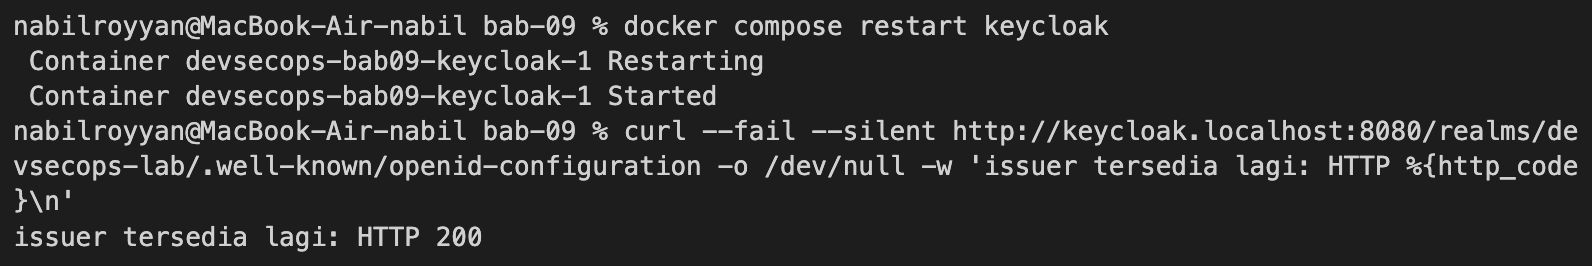 nabilroyyan@MacBook-Air-nabil bab-09 % docker compose restart keycloak
 Container devsecops-bab09-keycloak-1 Restarting
 Container devsecops-bab09-keycloak-1 Started
nabilroyyan@MacBook-Air-nabil bab-09 % curl --fail --silent http://keycloak.localhost:8080/realms/de
vsecops-lab/.well-known/openid-configuration -o /dev/null -w 'issuer tersedia lagi: HTTP %{http_code
}\n'
issuer tersedia lagi: HTTP 200